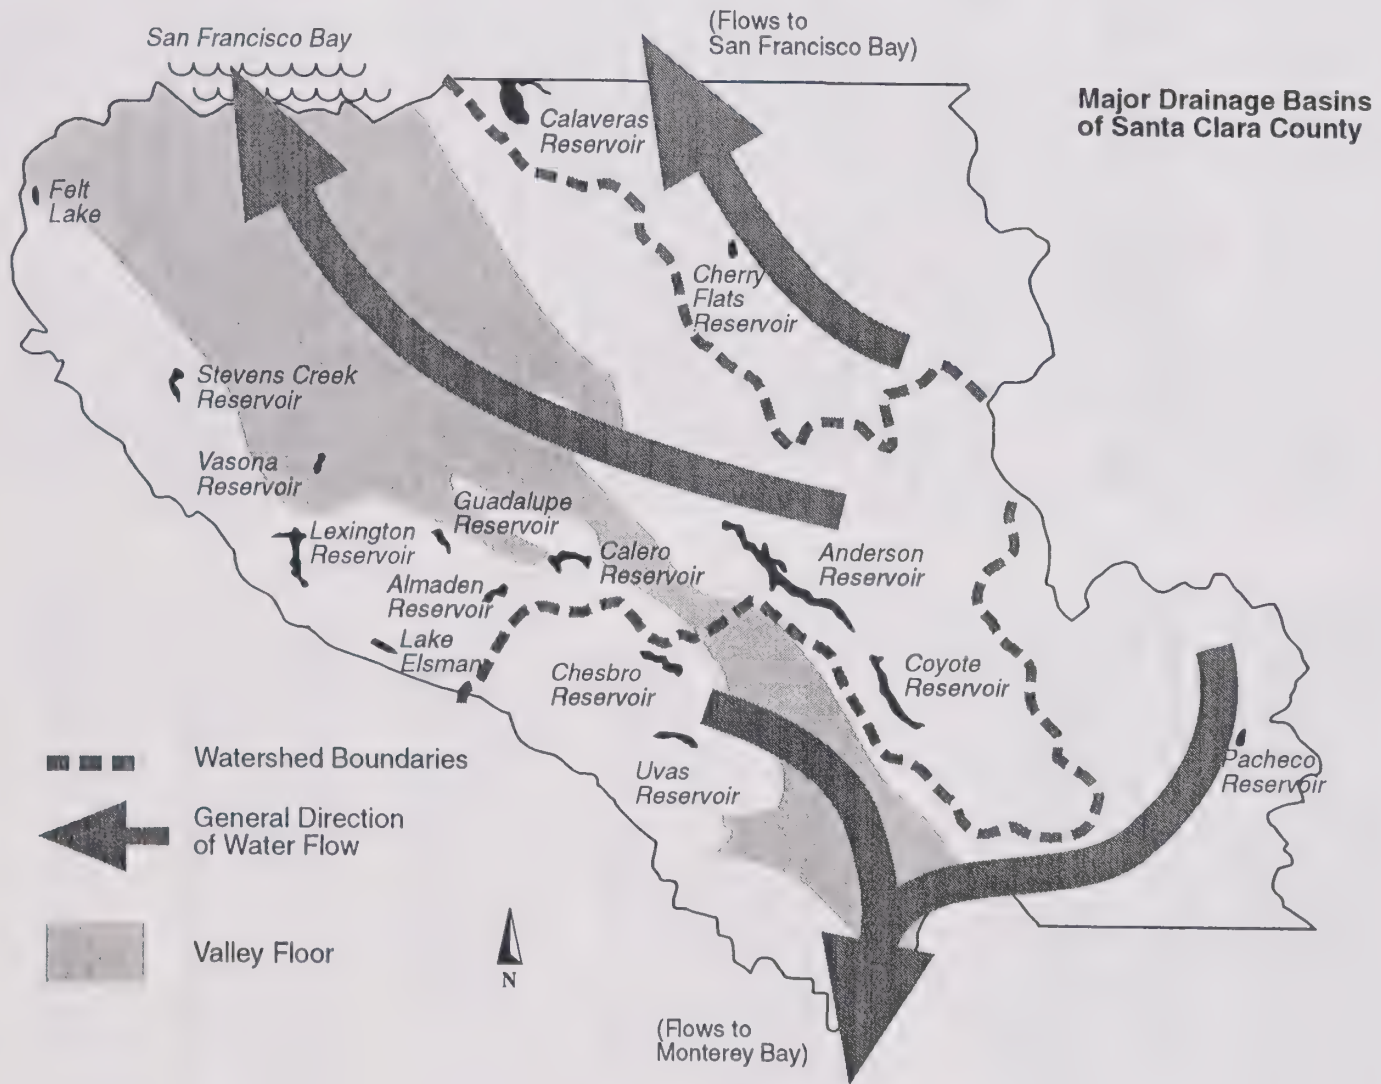 San Francisco Bay
(Flows to
San Francisco Bay)
Major Drainage Basins
of Santa Clara County
Calaveras
Reservoir
Felt
Lake
Cherry
Flats
Reservoir
Stevens Creek
Reservoir
Vasona
Reservoir
Guadalupe
Reservoir
Lexington
Reservoir
Calero
Reservoir
Anderson
Reservoir
Almaden
Reservoir
Lake
Elsman
Chesbro
Reservoir
Coyote
Reservoir
Uvas
Reservoir
Pacheco
Reservoir
Watershed Boundaries
General Direction
of Water Flow
Valley Floor
N
(Flows to
Monterey Bay)